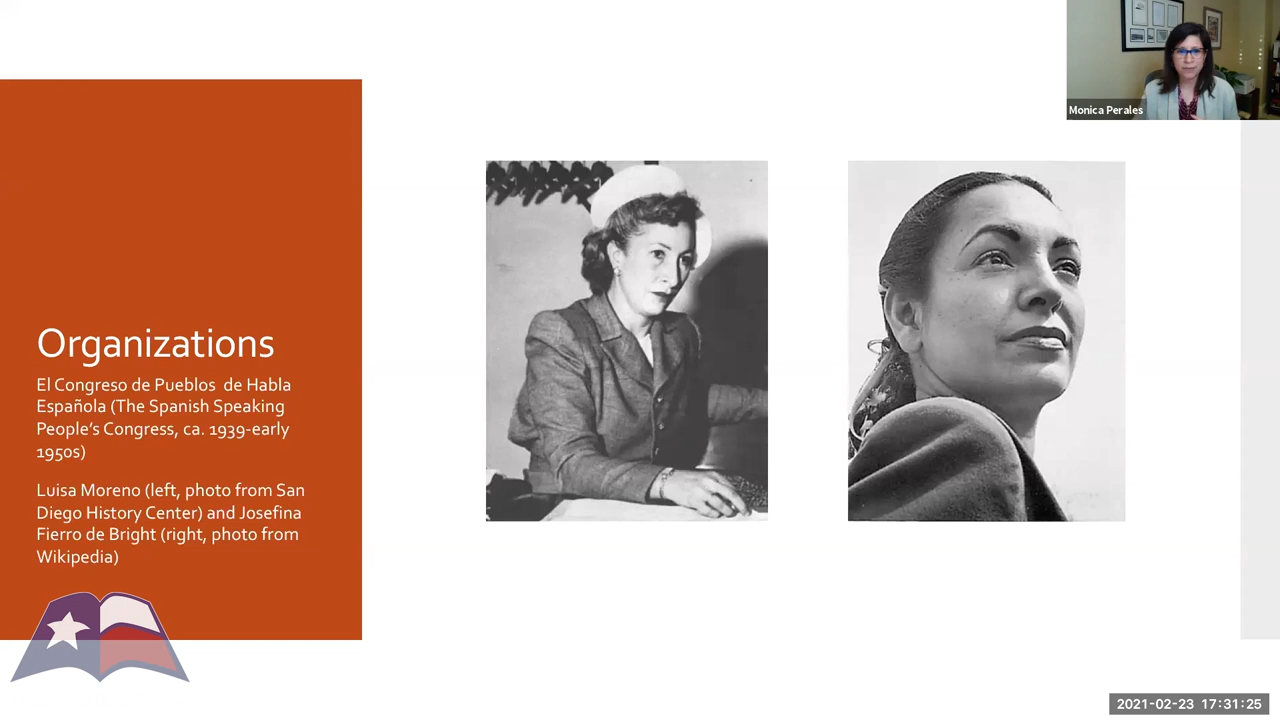 Monica Perales
Organizations
El Congreso de Pueblos de Habla
Española (The Spanish Speaking
People's Congress, ca. 1939-early
1950s)
Luisa Moreno (left, photo from San
Diego History Center) and Josefina
Fierro de Bright (right, photo from
Wikipedia)
2021-02-23 17:31:25